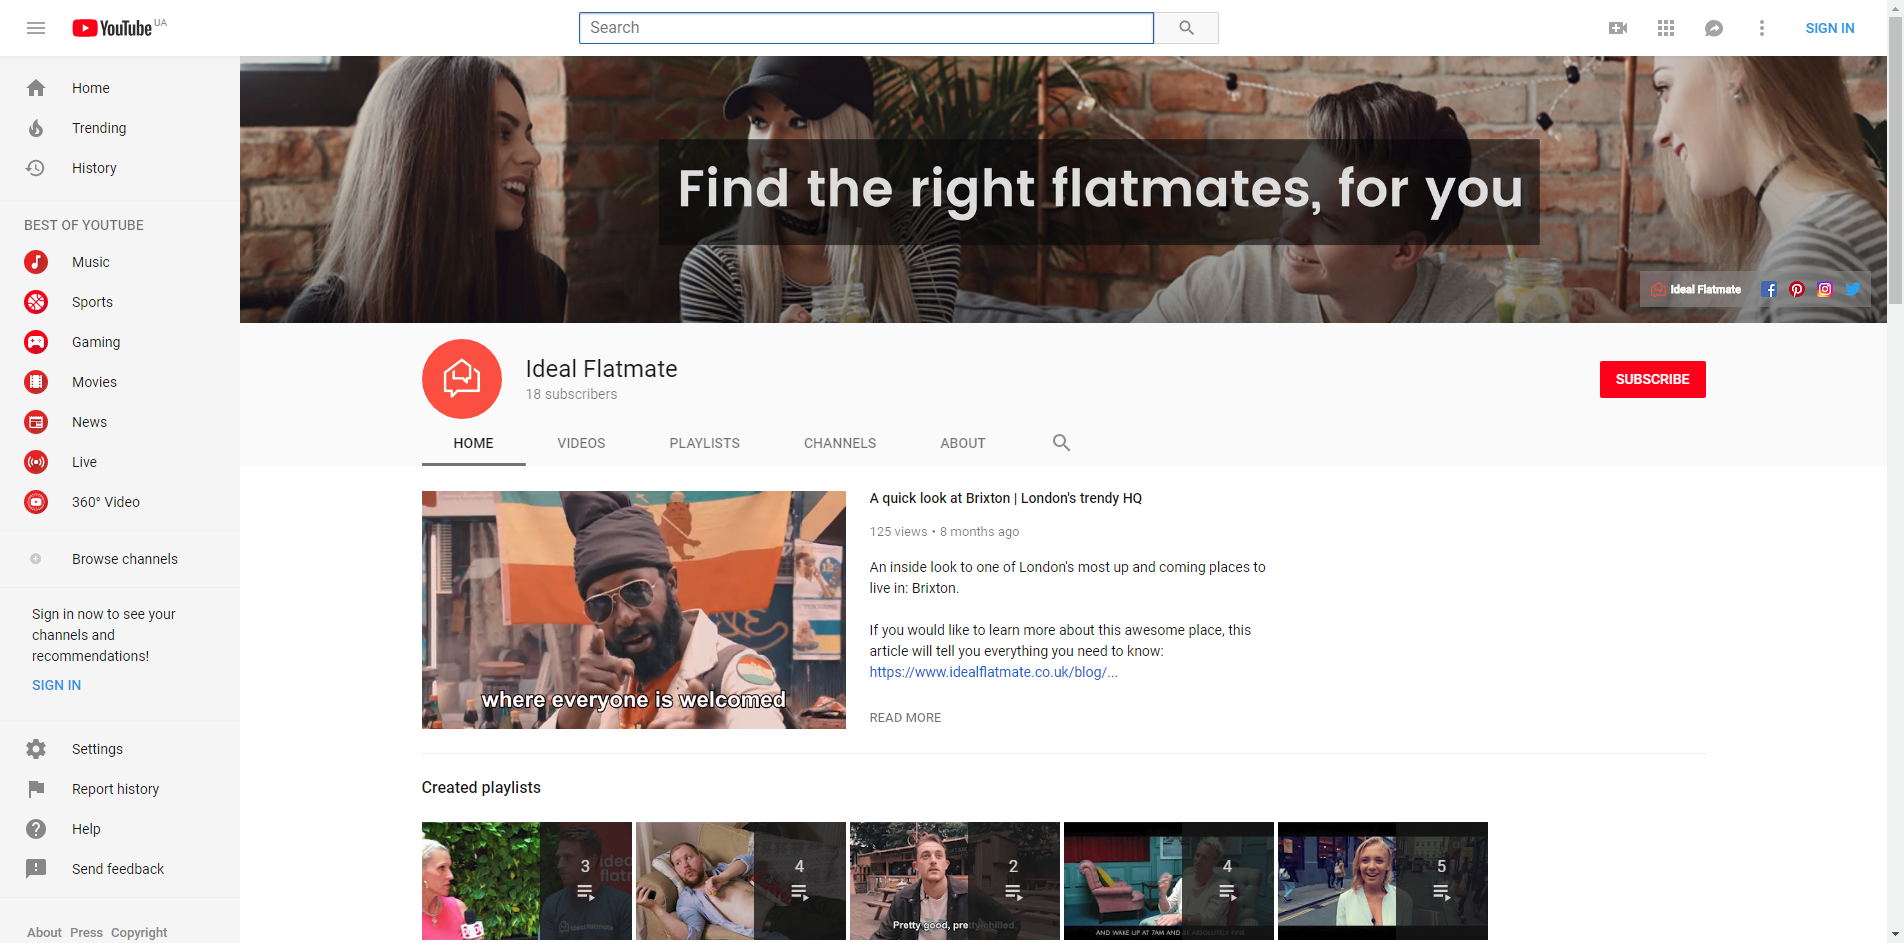 YouTube UA
Search
SIGN IN
Home
Trending
History
BEST OF YOUTUBE
Music
Sports
Gaming
Movies
News
Live
360° Video
Browse channels
Sign in now to see your
channels and
recommendations!
SIGN IN
Settings
Report history
Help
Send feedback
About Press Copyright
Find the right flatmates, for you
Ideal Flatmate
Ideal Flatmate
18 subscribers
SUBSCRIBE
HOME VIDEOS PLAYLISTS CHANNELS ABOUT
where everyone is welcomed
A quick look at Brixton | London's trendy HQ
125 views • 8 months ago
An inside look to one of London's most up and coming places to
live in: Brixton.
If you would like to learn more about this awesome place, this
article will tell you everything you need to know:
https://www.idealflatmate.co.uk/blog/...
READ MORE
Created playlists
3
4
2
4
5
Ideal Flatmate
Pretty good, pretty chilled.
AND WAKE UP AT 7AM AND BE ABSOLUTELY FINE